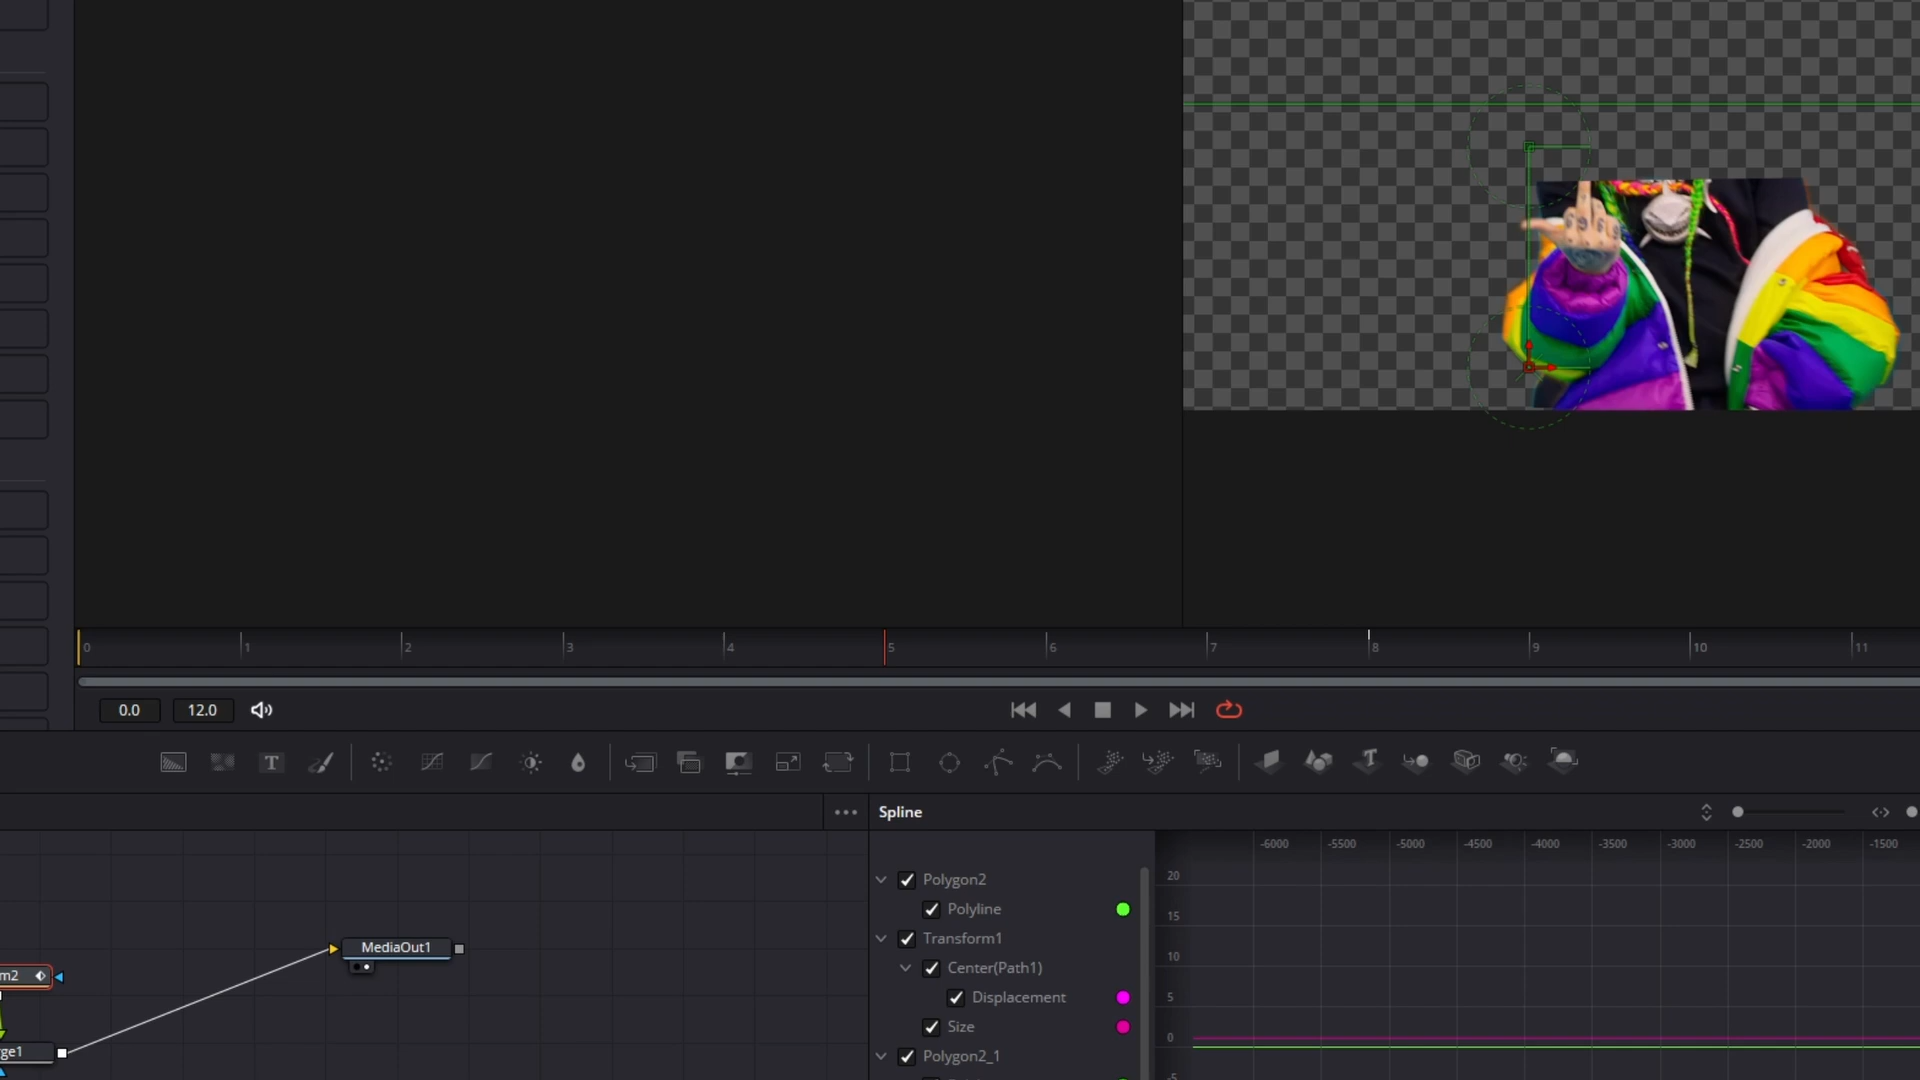 0 1 2 3 4 5 6 7 8 9 10 11
0.0 12.0
T
Spline
-6000 -5500 -5000 -4500 -4000 -3500 -3000 -2500 -2000 -1500
Polygon2
Polyline
Transform1
Center(Path1)
Displacement
Size
Polygon2_1
20
15
10
5
0
-5
MediaOut1
m2
ge1